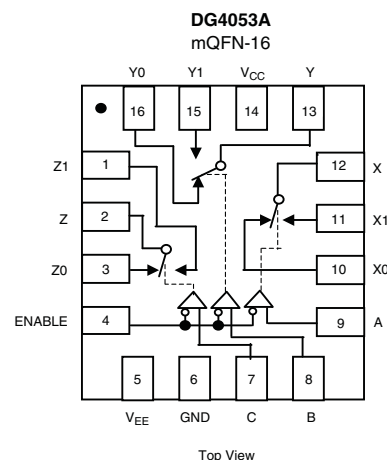 DG4053A
mQFN-16
Y0 Y1 VCC Y
16 15 14 13
Z1 1 12 X
Z 2 11 X1
Z0 3 10 X0
ENABLE 4 9 A
5 6 7 8
VEE GND C B
Top View